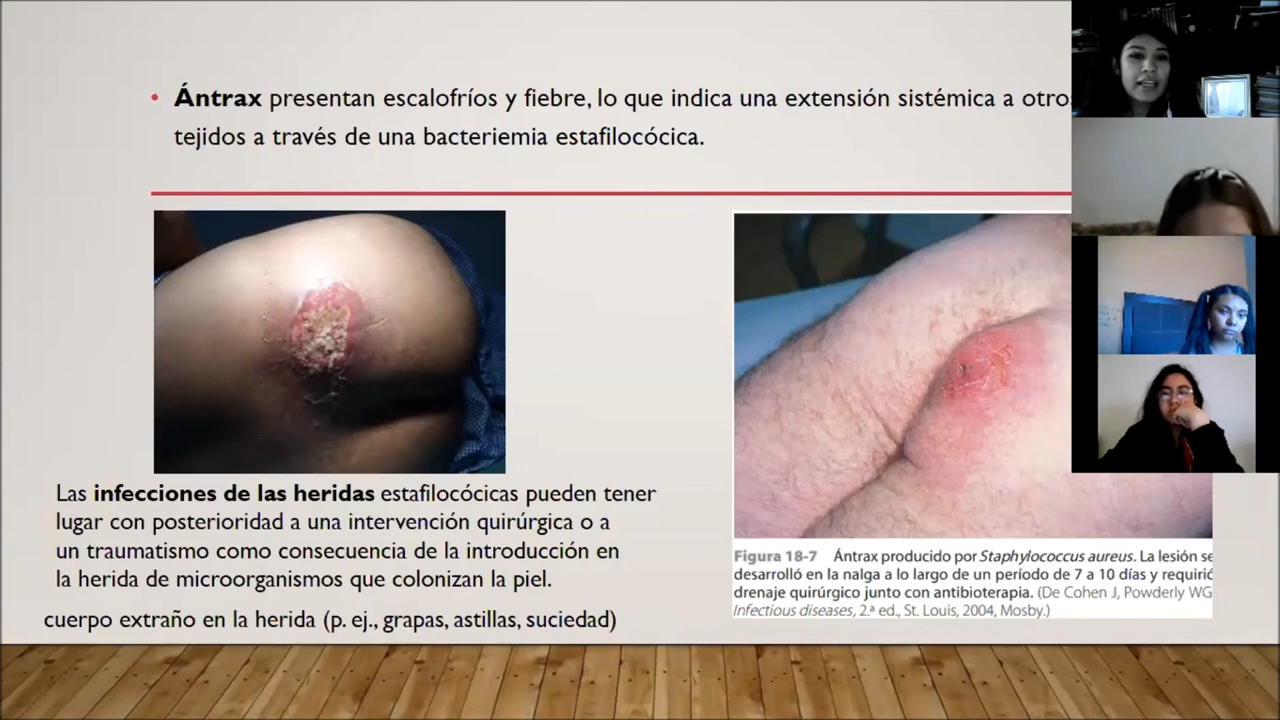 • Ántrax presentan escalofríos y fiebre, lo que indica una extensión sistémica a otro
tejidos a través de una bacteriemia estafilocócica.
Las infecciones de las heridas estafilocócicas pueden tener
lugar con posterioridad a una intervención quirúrgica o a
un traumatismo como consecuencia de la introducción en
la herida de microorganismos que colonizan la piel.
cuerpo extraño en la herida (p. ej., grapas, astillas, suciedad)
Figura 18-7 Ántrax producido por Staphylococcus aureus. La lesión se
desarrolló en la nalga a lo largo de un período de 7 a 10 días y requirió
drenaje quirúrgico junto con antibioterapia. (De Cohen J, Powderly WG
Infectious diseases, 2.ª ed., St. Louis, 2004, Mosby.)